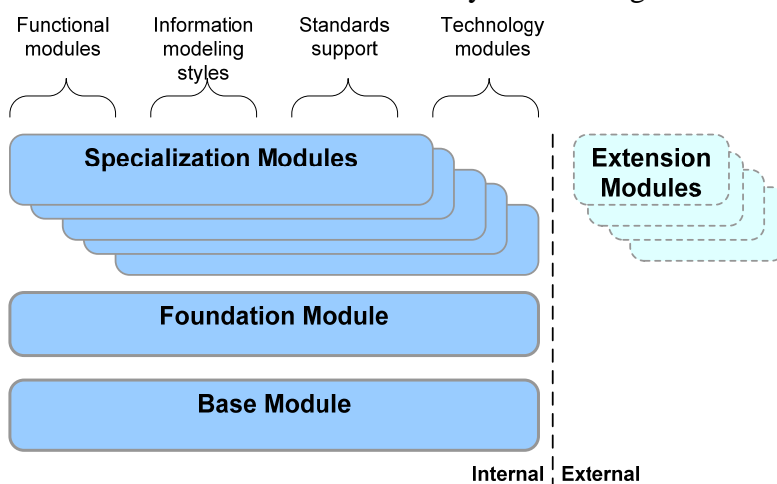 Functional
modules
Information
modeling
styles
Standards
support
Technology
modules
Specialization Modules
Extension
Modules
Foundation Module
Base Module
Internal
External